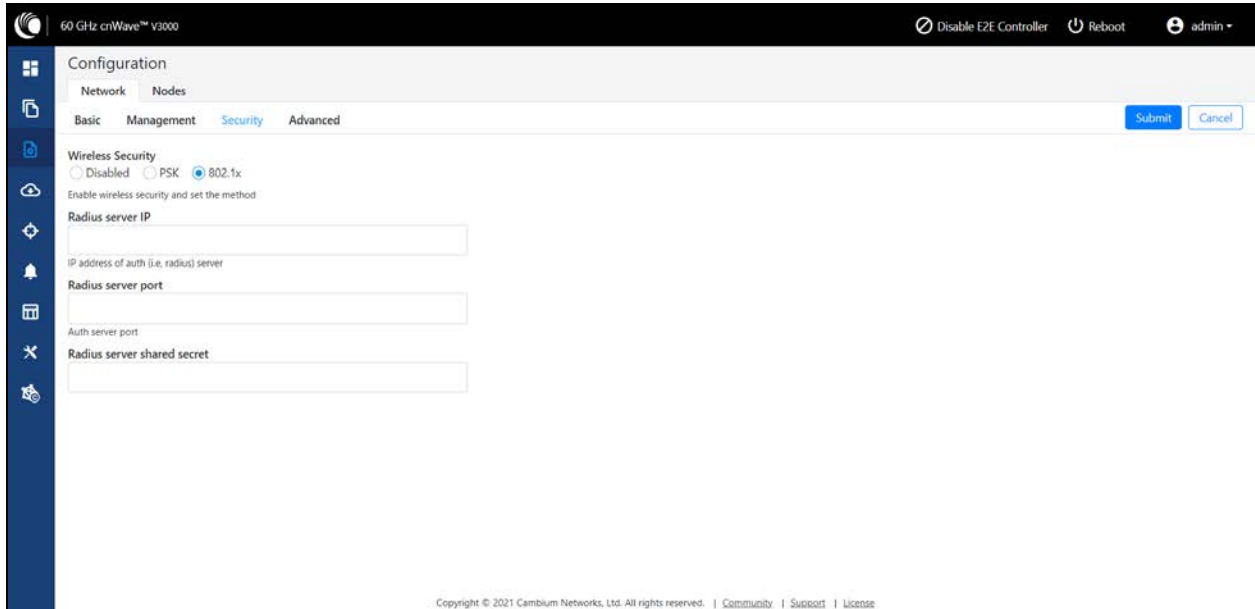 60 GHz cnWave™ V3000
Disable E2E Controller
Reboot
admin
Configuration
Network Nodes
Basic Management Security Advanced
Submit Cancel
Wireless Security
Disabled PSK 802.1x
Enable wireless security and set the method
Radius server IP
IP address of auth (i.e, radius) server
Radius server port
Auth server port
Radius server shared secret
Copyright © 2021 Cambium Networks, Ltd. All rights reserved. | Community | Support | License